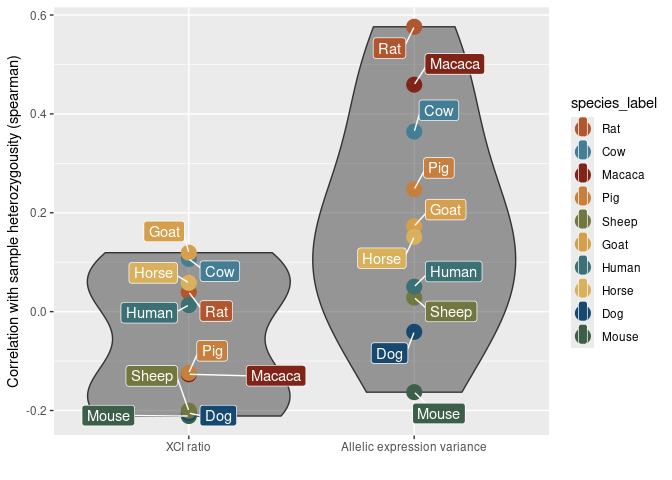 Correlation with sample heterozygousity (spearman)
0.6
0.4
0.2
0.0
-0.2
Rat
Macaca
Cow
Pig
Goat
Horse
Human
Sheep
Dog
Mouse
Goat
Horse
Cow
Human
Rat
Pig
Sheep
Macaca
Mouse
Dog
XCI ratio
Allelic expression variance
species_label
Rat
Cow
Macaca
Pig
Sheep
Goat
Human
Horse
Dog
Mouse